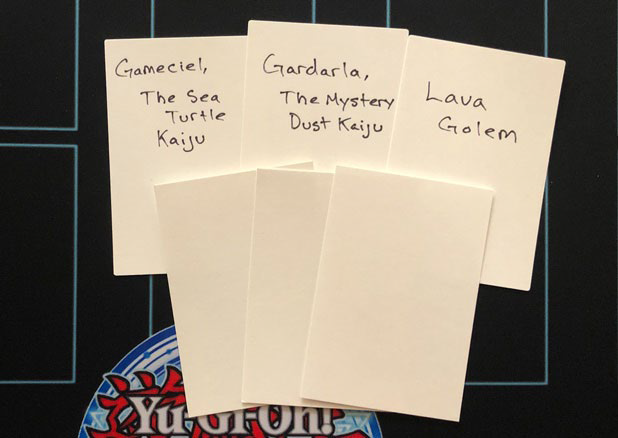 Gameciel,
The Sea
Turtle
Kaiju
Gardarla,
The Mystery
Dust Kaiju
Lava
Golem
Yu-Gi-Oh!